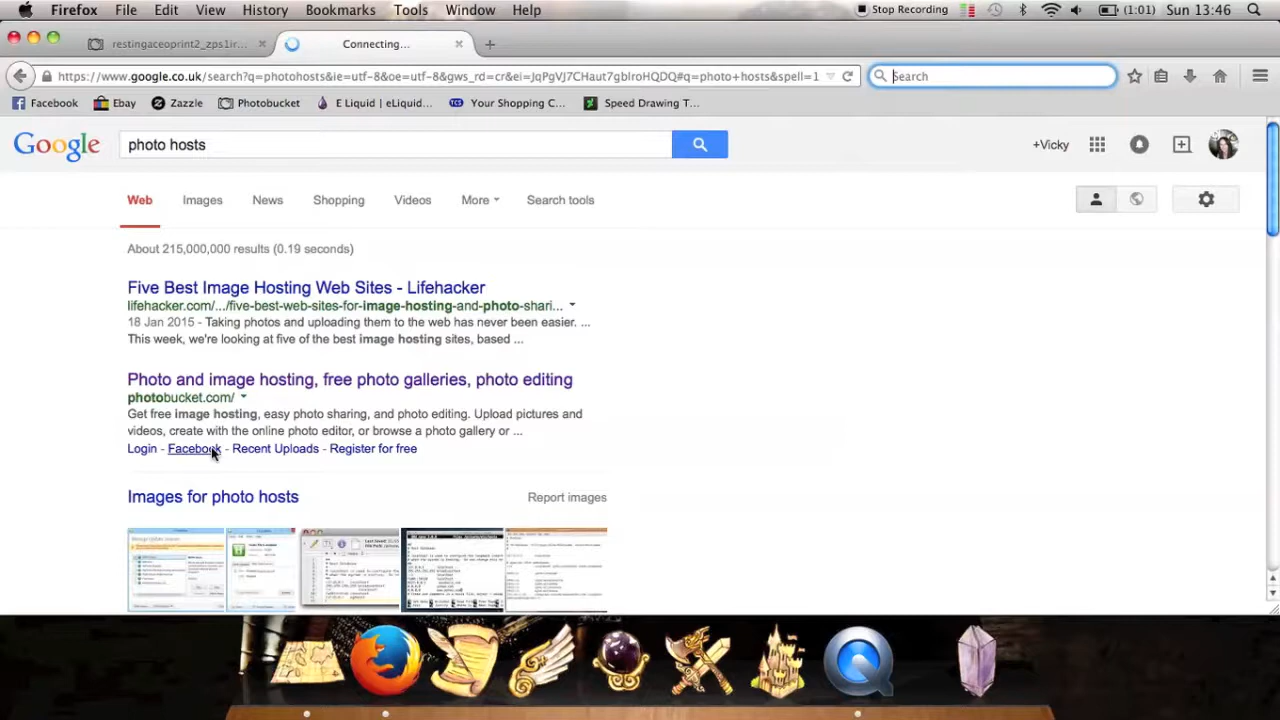 Firefox File Edit View History Bookmarks Tools Window Help Stop Recording (1:01) Sun 13:46
restingaceoprint2_zps1ir... Connecting...
https://www.google.co.uk/search?q=photohosts&ie=utf-8&oe=utf-8&gws_rd=cr&ei=JqPgVJ7CHaut7gbIroHQDQ#q=photo+hosts&spell=1 Search
Facebook Ebay Zazzle Photobucket E Liquid | eLiquid... Your Shopping C... Speed Drawing T...
Google photo hosts +Vicky
Web Images News Shopping Videos More Search tools
About 215,000,000 results (0.19 seconds)
Five Best Image Hosting Web Sites - Lifehacker
lifehacker.com/.../five-best-web-sites-for-image-hosting-and-photo-shari...
18 Jan 2015 - Taking photos and uploading them to the web has never been easier. ...
This week, we're looking at five of the best image hosting sites, based ...
Photo and image hosting, free photo galleries, photo editing
photobucket.com/
Get free image hosting, easy photo sharing, and photo editing. Upload pictures and
videos, create with the online photo editor, or browse a photo gallery or ...
Login - Facebook - Recent Uploads - Register for free
Images for photo hosts Report images